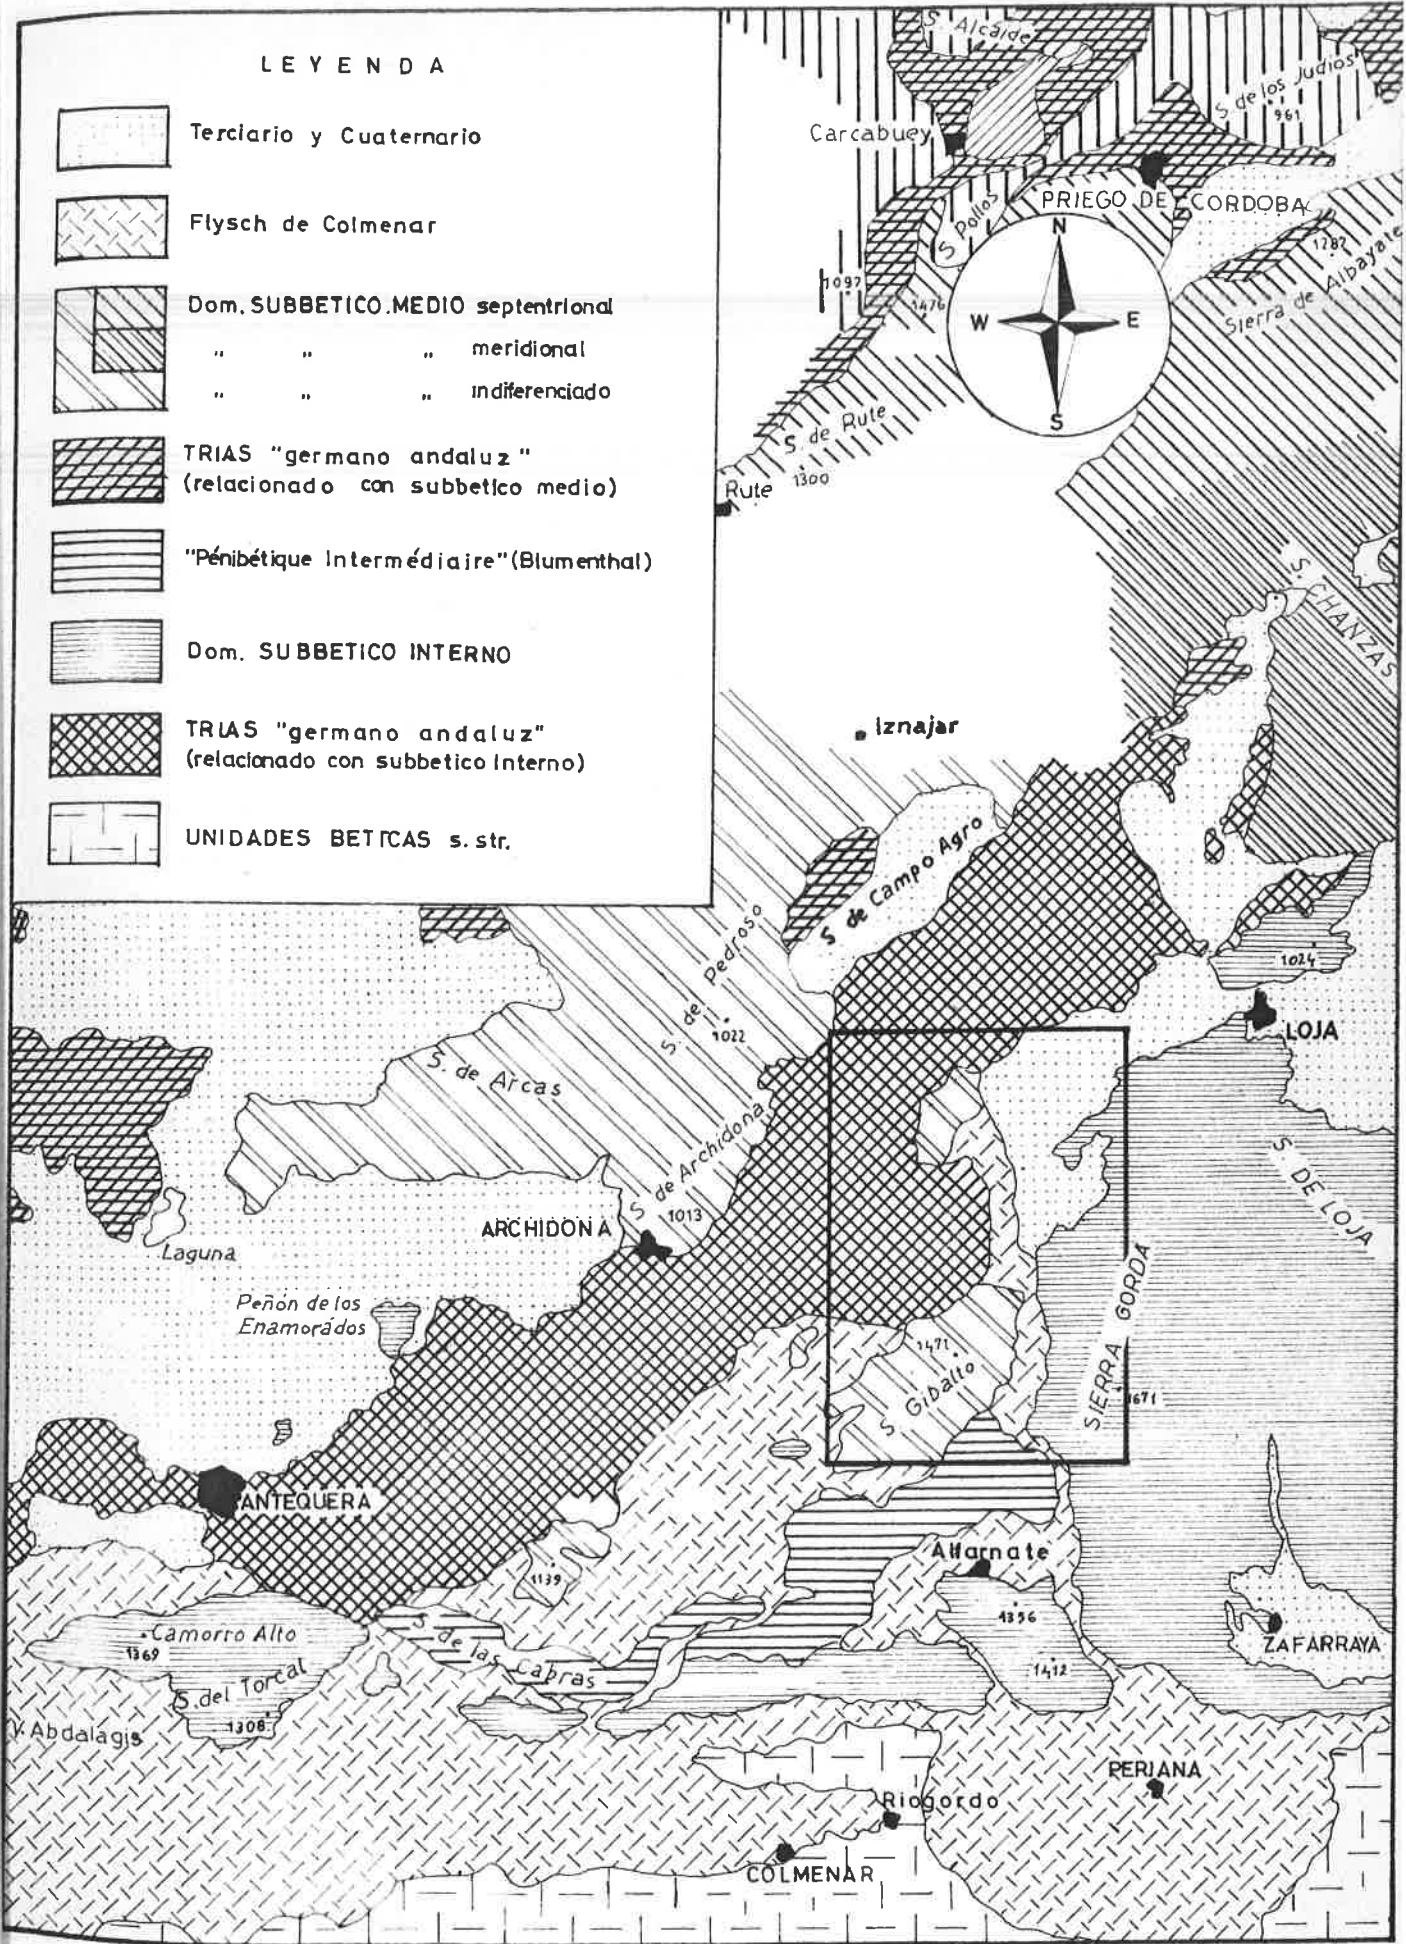 LEYENDA
Terciario y Cuaternario
Flysch de Colmenar
Dom. SUBBETICO.MEDIO septentrional
" " " meridional
" " " indiferenciado
TRIAS "germano andaluz"
(relacionado con subbetico medio)
"Pénibétique Intermédiaire" (Blumenthal)
Dom. SUBBETICO INTERNO
TRIAS "germano andaluz"
(relacionado con subbetico interno)
UNIDADES BETICAS s. str.
S. Alcaide
S de los Judios
961
Carcabuey
PRIEGO DE CORDOBA
S Pollos
N
W
E
S
1282
Sierra de Albayate
1097
1476
S. de Rute
1300
Rute
S. CHANZAS
Iznajar
S de Campo Agro
S. de Pedroso
1022
1024
LOJA
S. de Arcas
S de Archidona
1013
ARCHIDONA
S. DE LOJA
Laguna
Peñón de los
Enamorádos
SIERRA GORDA
1671
1471
S Gibalto
ANTEQUERA
Alfarnate
1139
1356
1412
ZAFARRAYA
Camorro Alto
1369
S. de las Cabras
S. del Torcal
1308
V. Abdalagis
PERIANA
Riogordo
COLMENAR